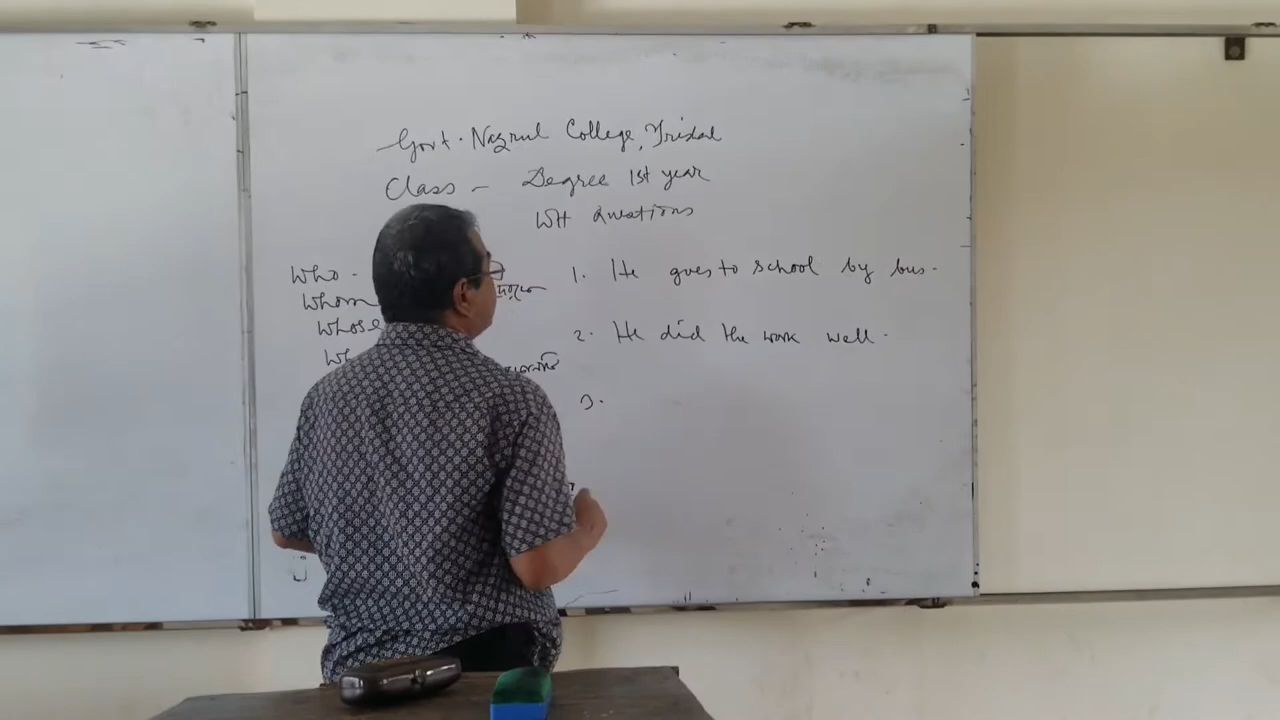 Govt. Nazrul College, Trishal
Class - Degree 1st year
WH Questions
Who -
Whom
Whose
Wh
1. He goes to school by bus.
2. He did the work well.
3.